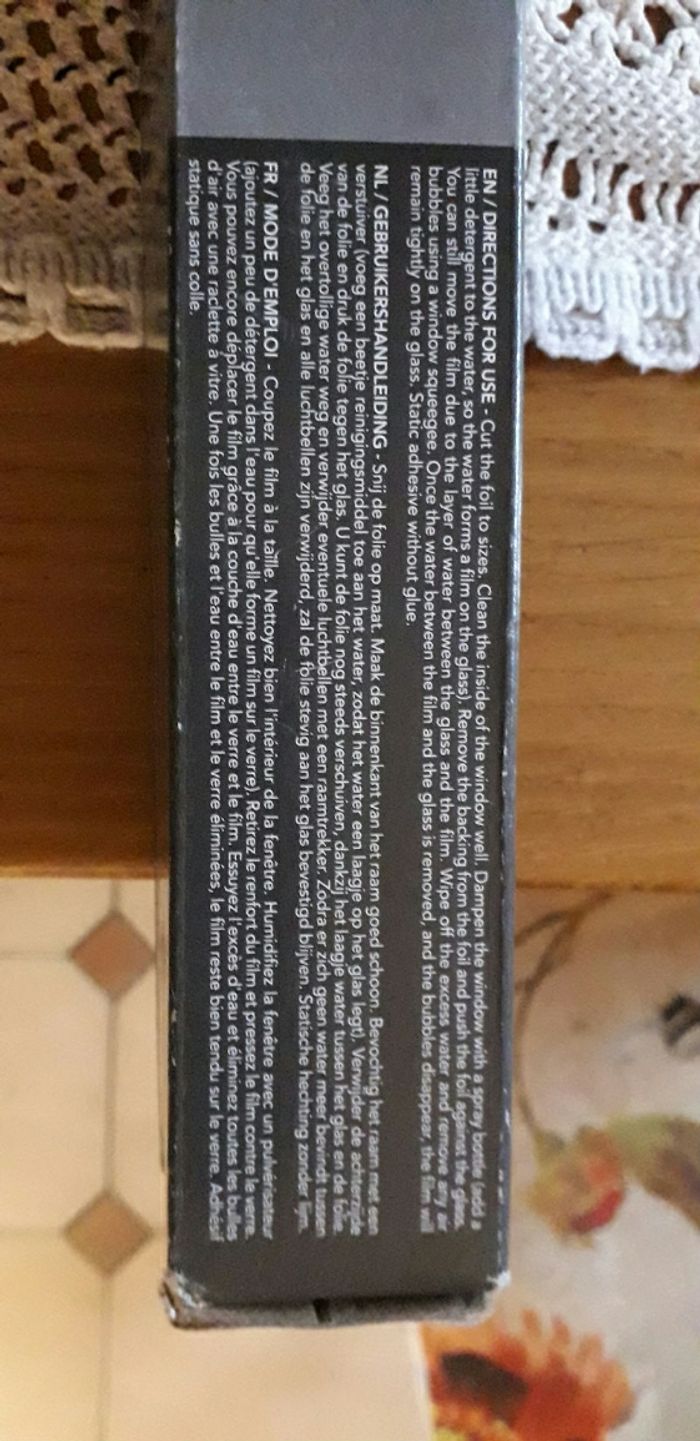 EN / DIRECTIONS FOR USE - Cut the foil to sizes. Clean the inside of the window well. Dampen the window with a spray bottle (add a
little detergent to the water, so the water forms a film on the glass). Remove the backing from the foil and push the foil against the glass.
You can still move the film due to the layer of water between the glass and the film. Wipe off the excess water and remove any air
bubbles using a window squeegee. Once the water between the film and the glass is removed, and the bubbles disappear, the film will
remain tightly on the glass. Static adhesive without glue.
NL / GEBRUIKERSHANDLEIDING - Snij de folie op maat. Maak de binnenkant van het raam goed schoon. Bevochtig het raam met een
verstuiver (voeg een beetje reinigingsmiddel toe aan het water, zodat het water een laagje op het glas legt). Verwijder de achterzijde
van de folie en druk de folie tegen het glas. U kunt de folie nog steeds verschuiven, dankzij het laagje water tussen het glas en de folie.
Veeg het overtollige water weg en verwijder eventuele luchtbellen met een raamtrekker. Zodra er zich geen water meer bevindt tussen
de folie en het glas en alle luchtbellen zijn verwijderd, zal de folie stevig aan het glas bevestigd blijven. Statische hechting zonder lijm.
FR / MODE D'EMPLOI - Coupez le film à la taille. Nettoyez bien l'intérieur de la fenêtre. Humidifiez la fenêtre avec un pulvérisateur
(ajoutez un peu de détergent dans l'eau pour qu'elle forme un film sur le verre). Retirez le renfort du film et pressez le film contre le verre.
Vous pouvez encore déplacer le film grâce à la couche d'eau entre le verre et le film. Essuyez l'excès d'eau et éliminez toutes les bulles
d'air avec une raclette à vitre. Une fois les bulles et l'eau entre le film et le verre éliminées, le film reste bien tendu sur le verre. Adhésif
statique sans colle.